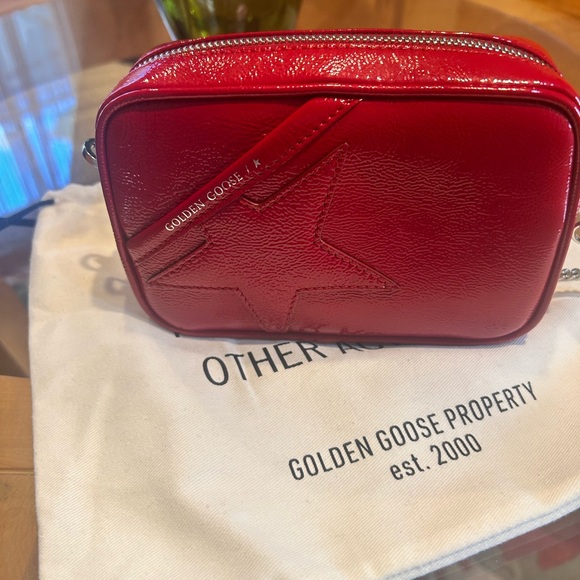 GOLDEN GOOSE /
OTHER
GOLDEN GOOSE PROPERTY
est. 2000